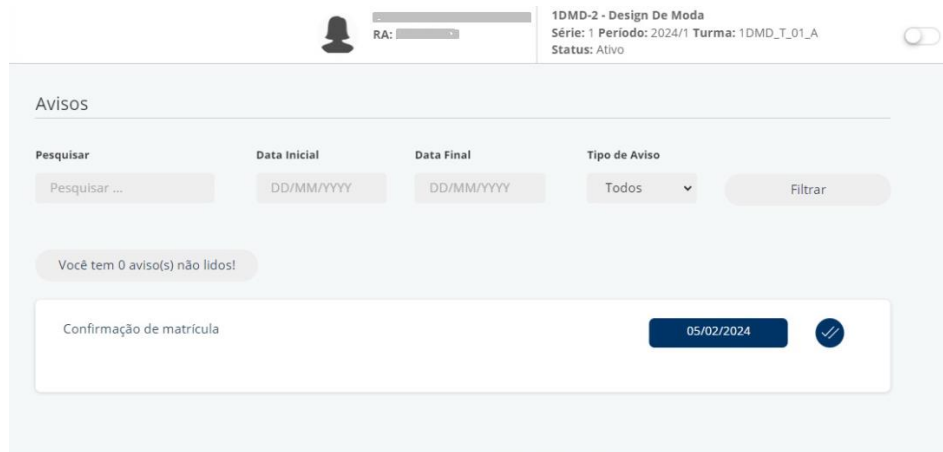 RA:
1DMD-2 - Design De Moda
Série: 1 Período: 2024/1 Turma: 1DMD_T_01_A
Status: Ativo
Avisos
Pesquisar Data Inicial Data Final Tipo de Aviso
Pesquisar ... DD/MM/YYYY DD/MM/YYYY Todos Filtrar
Você tem 0 aviso(s) não lidos!
Confirmação de matrícula 05/02/2024